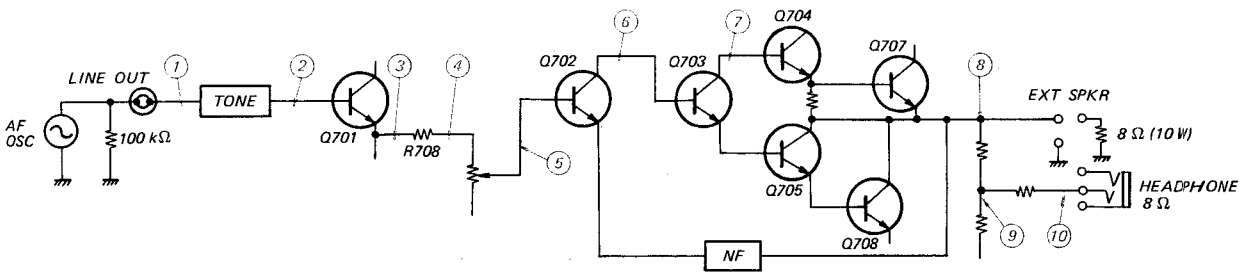 LINE OUT
AF
OSC
100 kΩ
1
TONE
2
Q701
3
R708
4
5
Q702
6
Q703
7
Q704
Q705
Q707
Q708
NF
8
EXT SPKR
8 Ω (10 W)
9
10
HEADPHONE
8 Ω